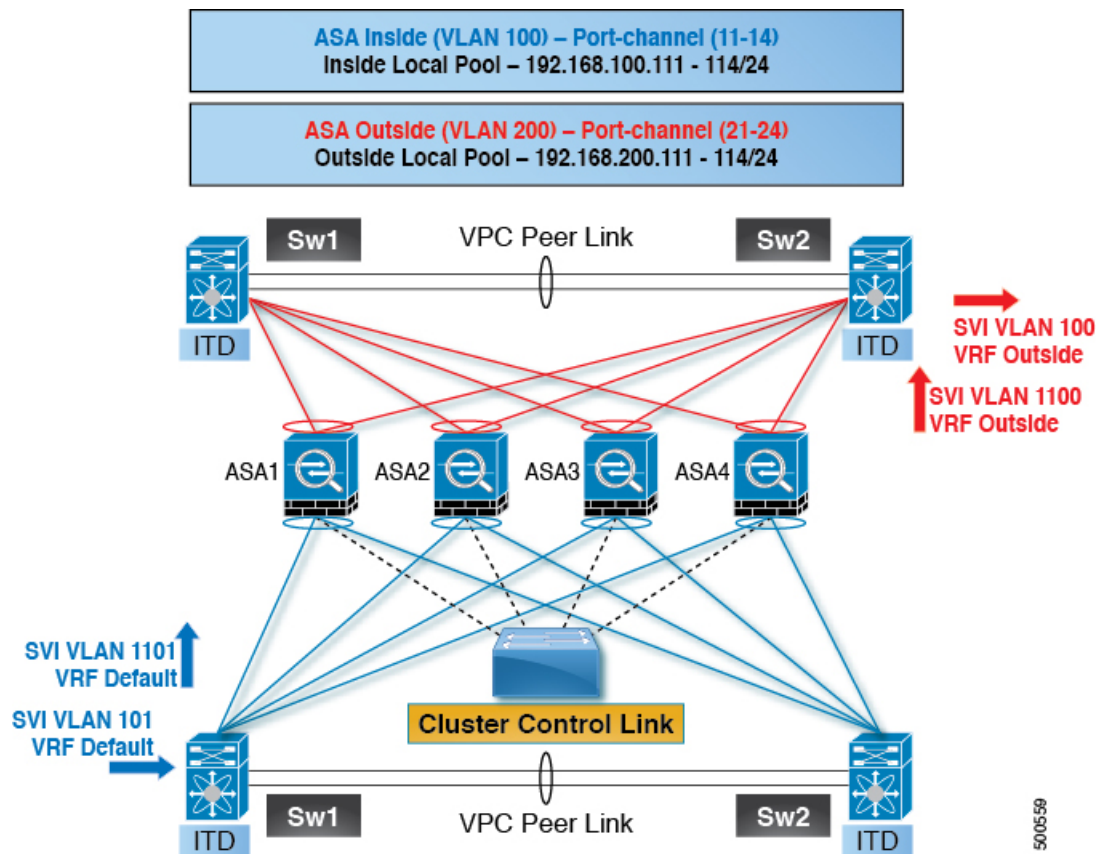 ASA Inside (VLAN 100) – Port-channel (11-14)
Inside Local Pool – 192.168.100.111 - 114/24
ASA Outside (VLAN 200) – Port-channel (21-24)
Outside Local Pool – 192.168.200.111 - 114/24
Sw1
VPC Peer Link
Sw2
ITD
ITD
SVI VLAN 100
VRF Outside
SVI VLAN 1100
VRF Outside
ASA1
ASA2
ASA3
ASA4
SVI VLAN 1101
VRF Default
SVI VLAN 101
VRF Default
Cluster Control Link
Sw1
VPC Peer Link
Sw2
ITD
ITD
500559